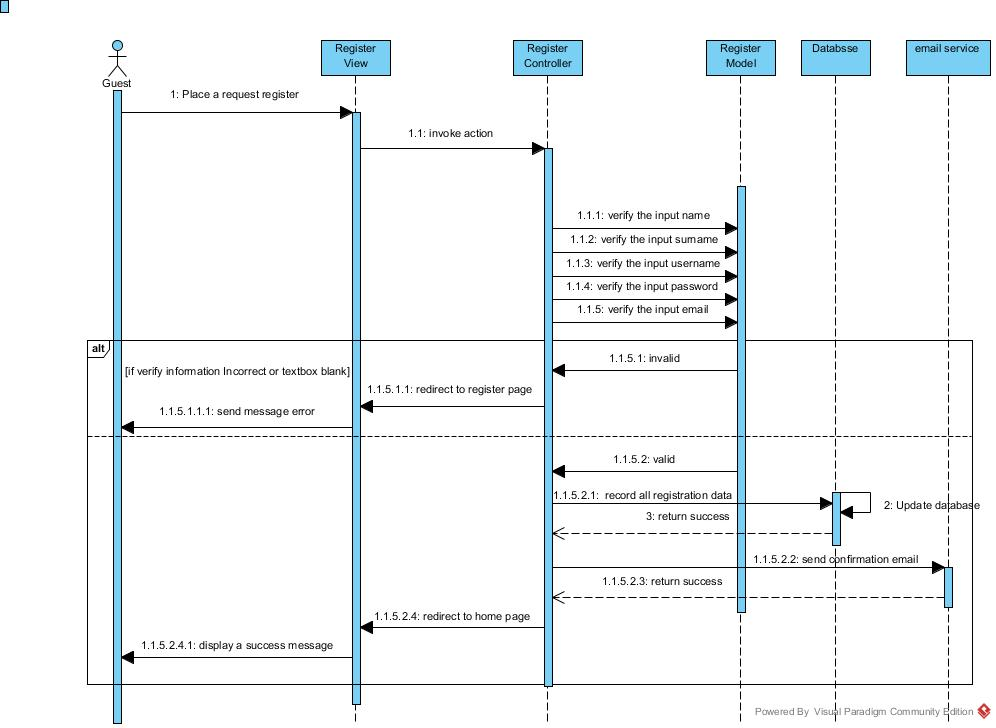 Register
View
Register
Controller
Register
Model
Databsse
email service
Guest
1: Place a request register
1.1: invoke action
1.1.1: verify the input name
1.1.2: verify the input surname
1.1.3: verify the input username
1.1.4: verify the input password
1.1.5: verify the input email
alt
1.1.5.1: invalid
[if verify information Incorrect or textbox blank]
1.1.5.1.1: redirect to register page
1.1.5.1.1.1: send message error
1.1.5.2: valid
1.1.5.2.1: record all registration data
2: Update database
3: return success
1.1.5.2.2: send confirmation email
1.1.5.2.3: return success
1.1.5.2.4: redirect to home page
1.1.5.2.4.1: display a success message
Powered By Visual Paradigm Community Edition